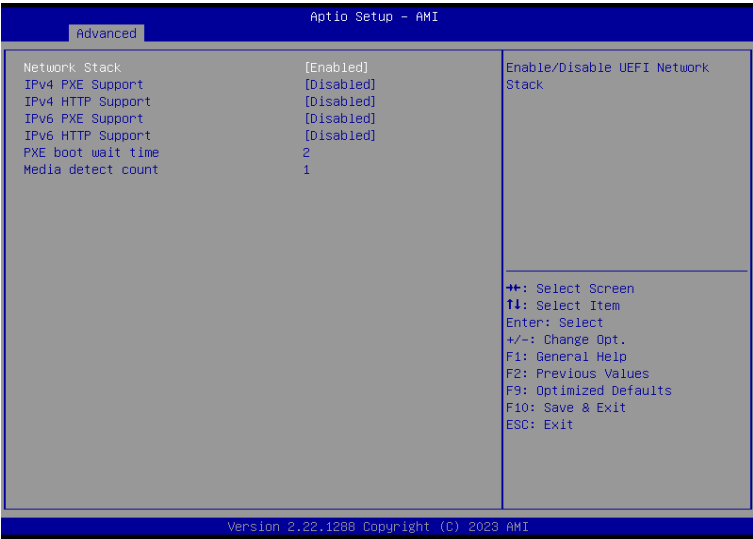 Aptio Setup – AMI
Advanced
Network Stack [Enabled]
IPv4 PXE Support [Disabled]
IPv4 HTTP Support [Disabled]
IPv6 PXE Support [Disabled]
IPv6 HTTP Support [Disabled]
PXE boot wait time 2
Media detect count 1
Enable/Disable UEFI Network
Stack
→←: Select Screen
↑↓: Select Item
Enter: Select
+/-: Change Opt.
F1: General Help
F2: Previous Values
F9: Optimized Defaults
F10: Save & Exit
ESC: Exit
Version 2.22.1288 Copyright (C) 2023 AMI